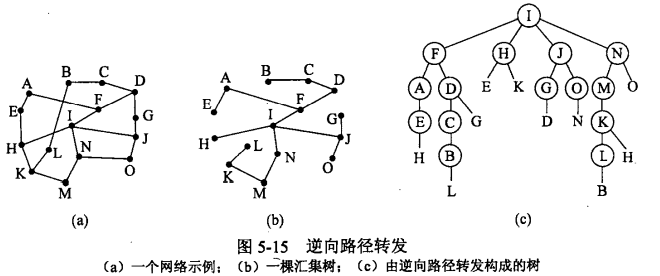 B C
A D
F
E G
I
J
H L N
K O
M
(a)
B C
A D
F
E I G
H L J
N
K O
M
(b)
I
F H J N
A D E K G O M O
E C G D N K
H B L H
L B
(c)
图 5-15 逆向路径转发
(a) 一个网络示例; (b) 一棵汇集树; (c) 由逆向路径转发构成的树